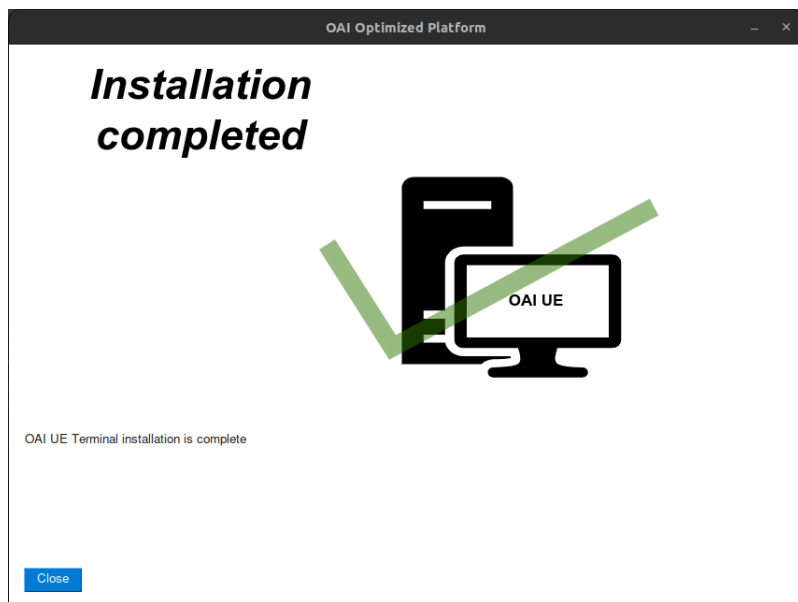 OAI Optimized Platform
Installation
completed
OAI UE
OAI UE Terminal installation is complete
Close